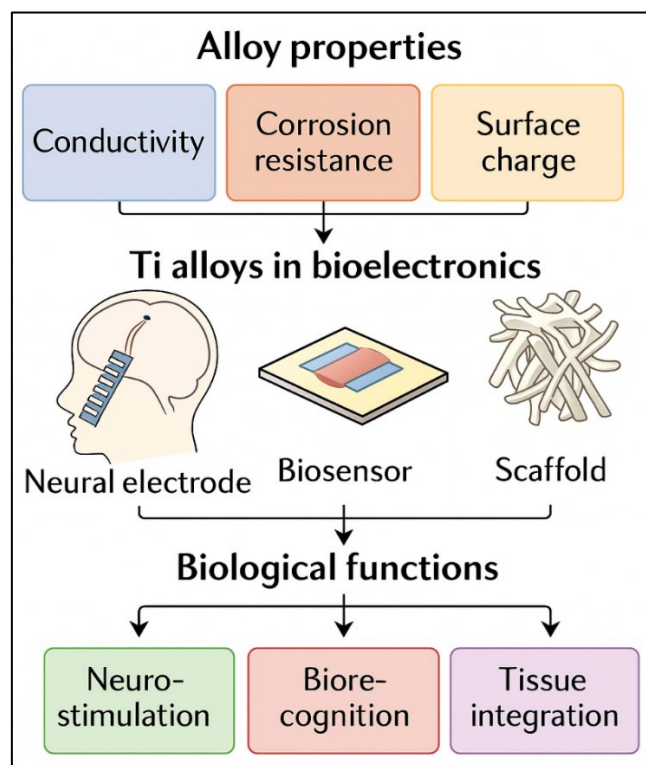 Alloy properties
Conductivity
Corrosion
resistance
Surface
charge
Ti alloys in bioelectronics
Neural electrode
Biosensor
Scaffold
Biological functions
Neuro-
stimulation
Biore-
cognition
Tissue
integration